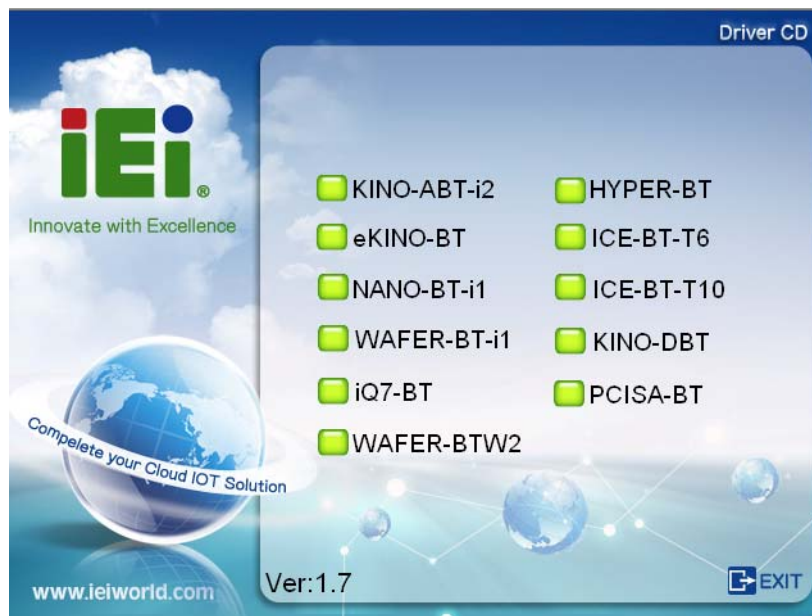 Driver CD
iEi®
Innovate with Excellence
KINO-ABT-i2
eKINO-BT
NANO-BT-i1
WAFER-BT-i1
iQ7-BT
WAFER-BTW2
HYPER-BT
ICE-BT-T6
ICE-BT-T10
KINO-DBT
PCISA-BT
Compelete your Cloud IOT Solution
www.ieiworld.com
Ver:1.7
EXIT